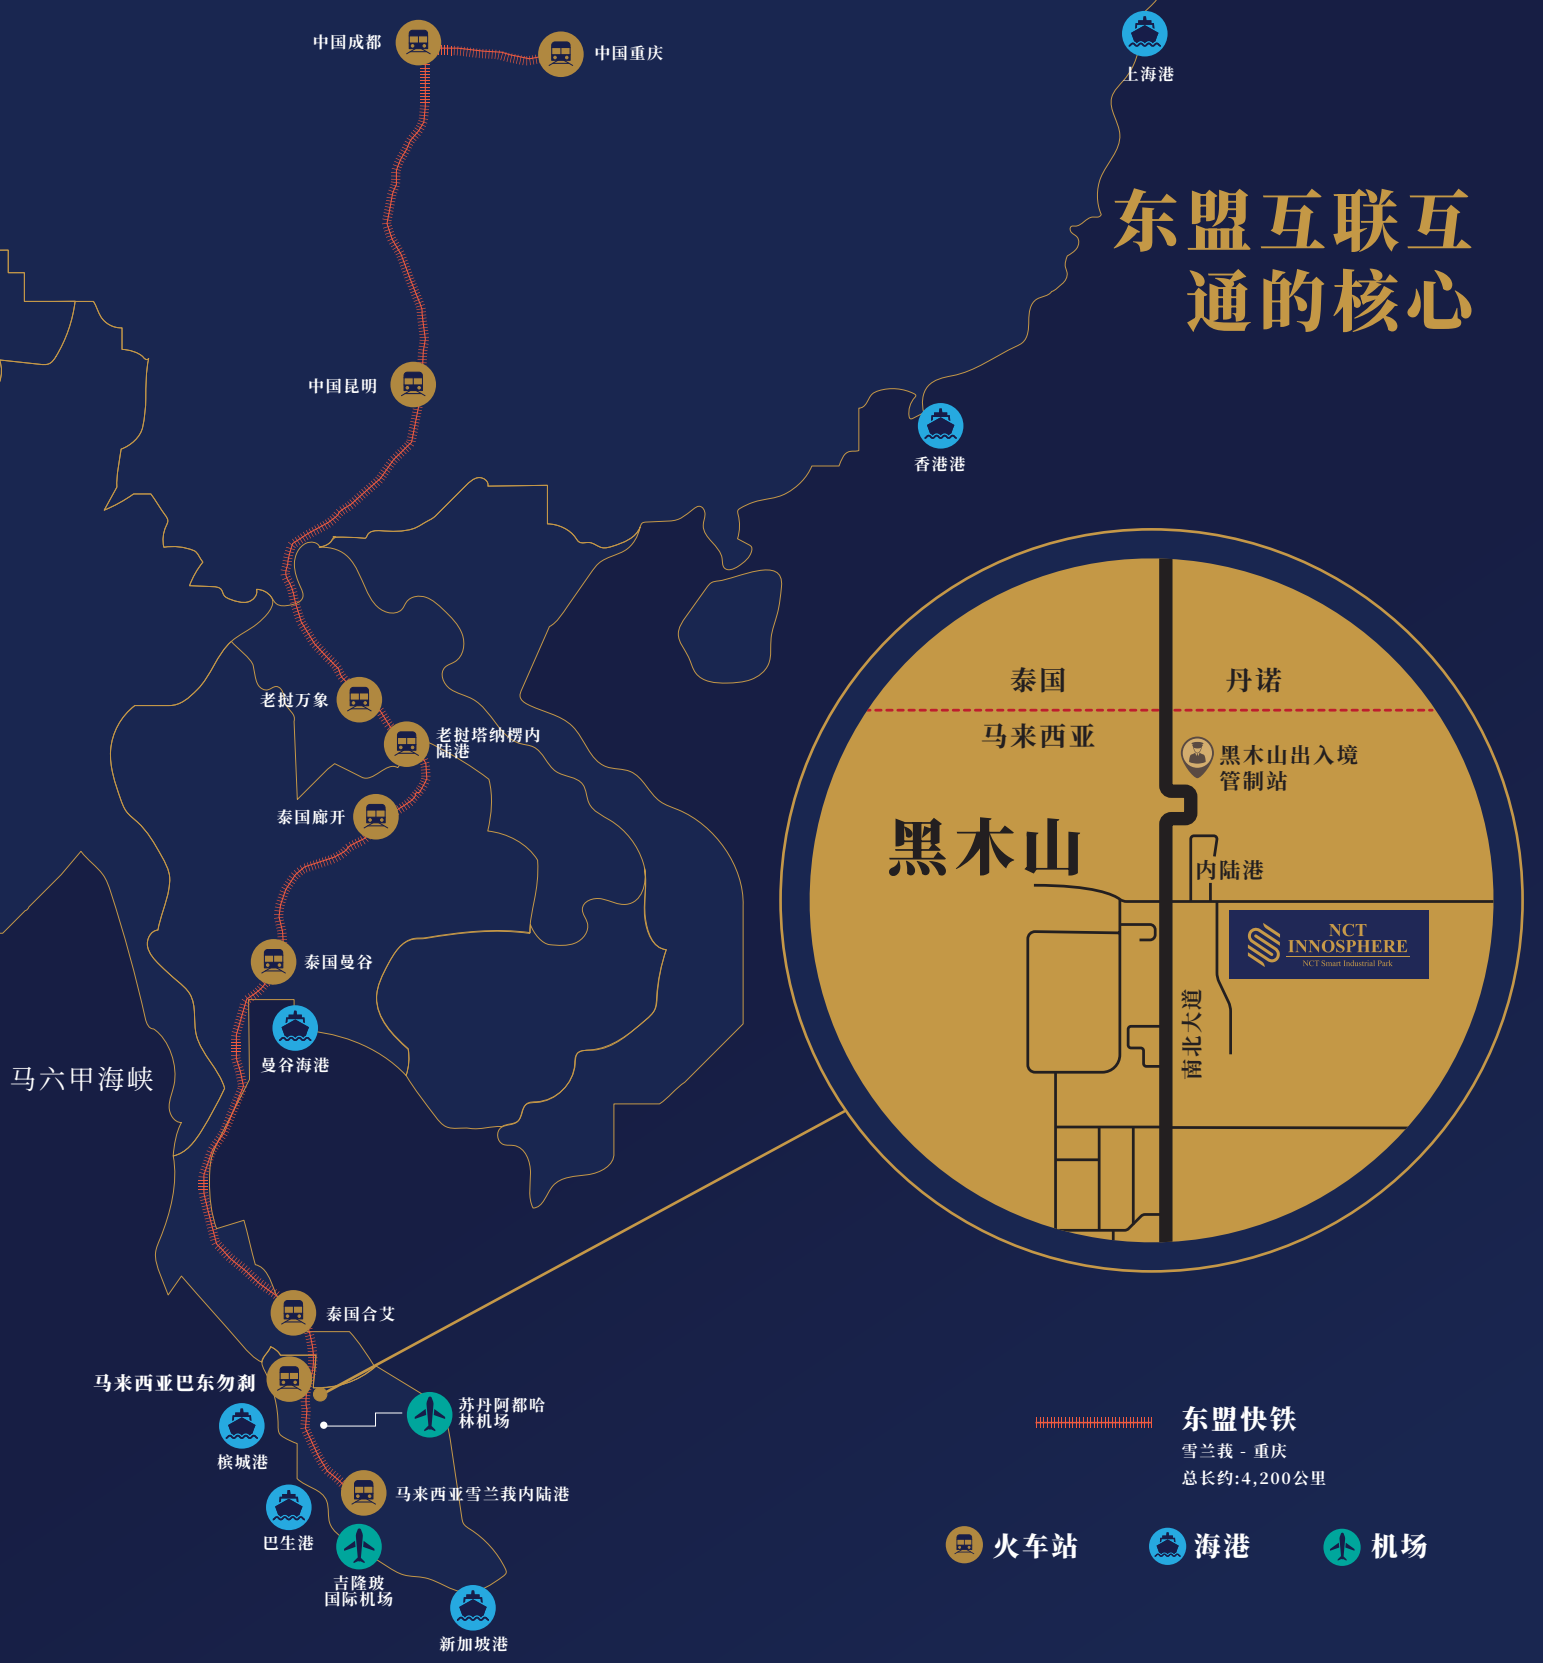 中国成都
中国重庆
上海港
东盟互联互
通的核心
中国昆明
香港港
老挝万象
老挝塔纳楞内
陆港
泰国廊开
泰国曼谷
曼谷海港
马六甲海峡
泰国合艾
马来西亚巴东勿刹
苏丹阿都哈
林机场
槟城港
马来西亚雪兰莪内陆港
巴生港
吉隆玻
国际机场
新加坡港
泰国
丹诺
马来西亚
黑木山出入境
管制站
黑木山
内陆港
NCT
INNOSPHERE
NCT Smart Industrial Park
南北大道
东盟快铁
雪兰莪 - 重庆
总长约:4,200公里
火车站
海港
机场